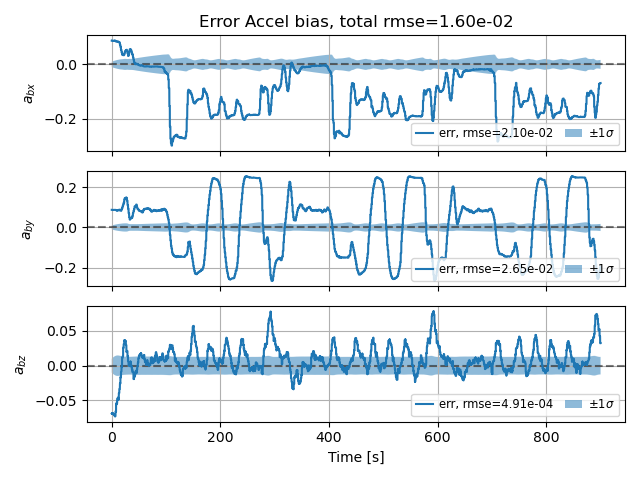 Error Accel bias, total rmse=1.60e-02
0.0
−0.2
a_bx
err, rmse=2.10e-02 ±1σ
0.2
0.0
−0.2
a_by
err, rmse=2.65e-02 ±1σ
0.05
0.00
−0.05
a_bz
err, rmse=4.91e-04 ±1σ
0 200 400 600 800
Time [s]